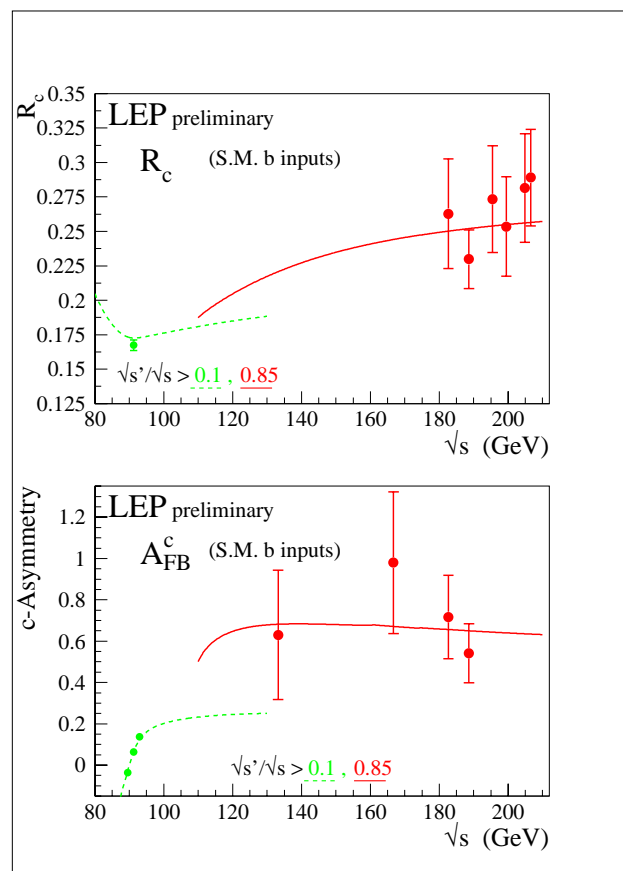 R_c
0.35
0.325
0.3
0.275
0.25
0.225
0.2
0.175
0.15
0.125
LEP preliminary
R_c (S.M. b inputs)
√s’/√s > 0.1 , 0.85
80 100 120 140 160 180 200
√s (GeV)
c-Asymmetry
1.2
1
0.8
0.6
0.4
0.2
0
LEP preliminary
A_FB^c (S.M. b inputs)
√s’/√s > 0.1 , 0.85
80 100 120 140 160 180 200
√s (GeV)